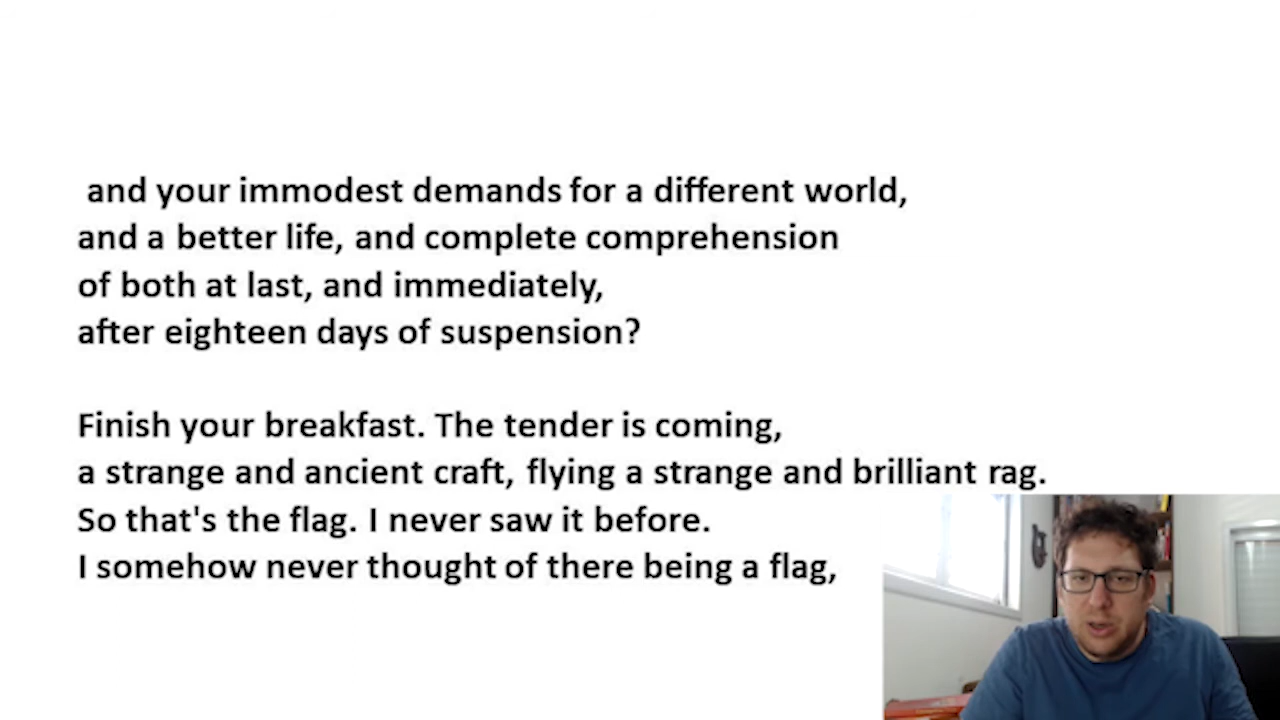 and your immodest demands for a different world,
and a better life, and complete comprehension
of both at last, and immediately,
after eighteen days of suspension?
Finish your breakfast. The tender is coming,
a strange and ancient craft, flying a strange and brilliant rag.
So that's the flag. I never saw it before.
I somehow never thought of there being a flag,